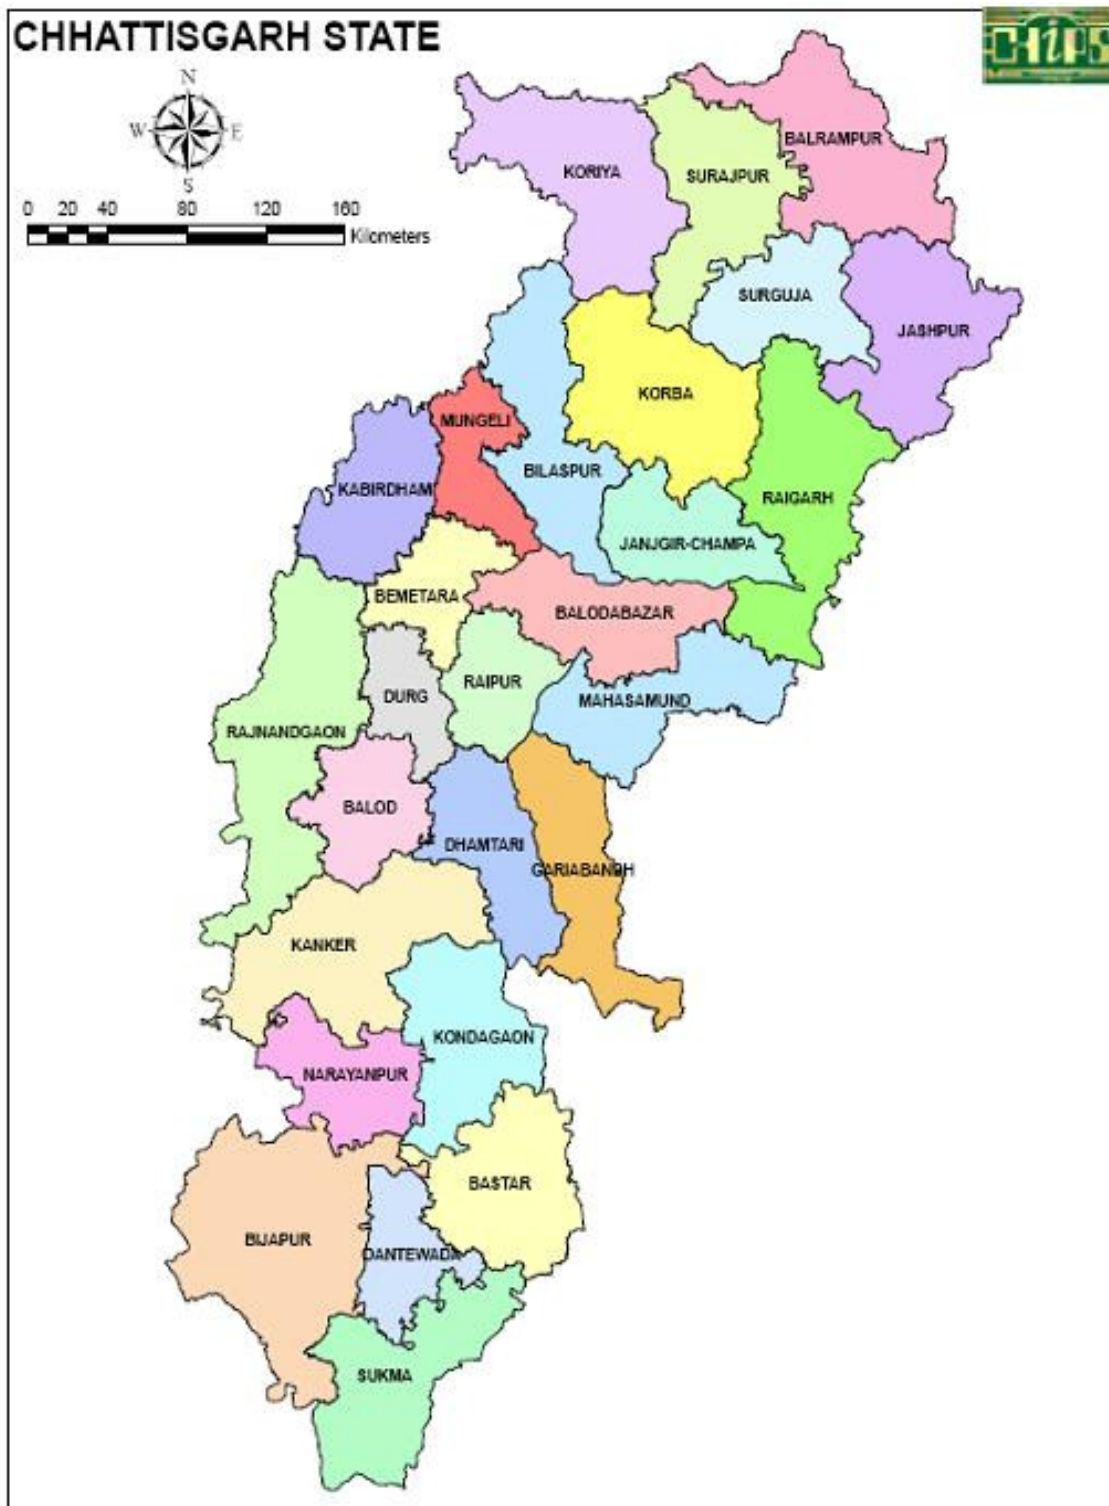 CHHATTISGARH STATE
CHiPS
N
W E
S
0 20 40 80 120 160
Kilometers
BALRAMPUR
KORIYA
SURAJPUR
SURGUJA
JASHPUR
KORBA
MUNGELI
BILASPUR
KABIRDHAM
RAIGARH
JANJGIR-CHAMPA
BEMETARA
BALODABAZAR
RAIPUR
DURG
MAHASAMUND
RAJNANDGAON
BALOD
DHAMTARI
GARIABANDH
KANKER
KONDAGAON
NARAYANPUR
BASTAR
BIJAPUR
DANTEWADA
SUKMA